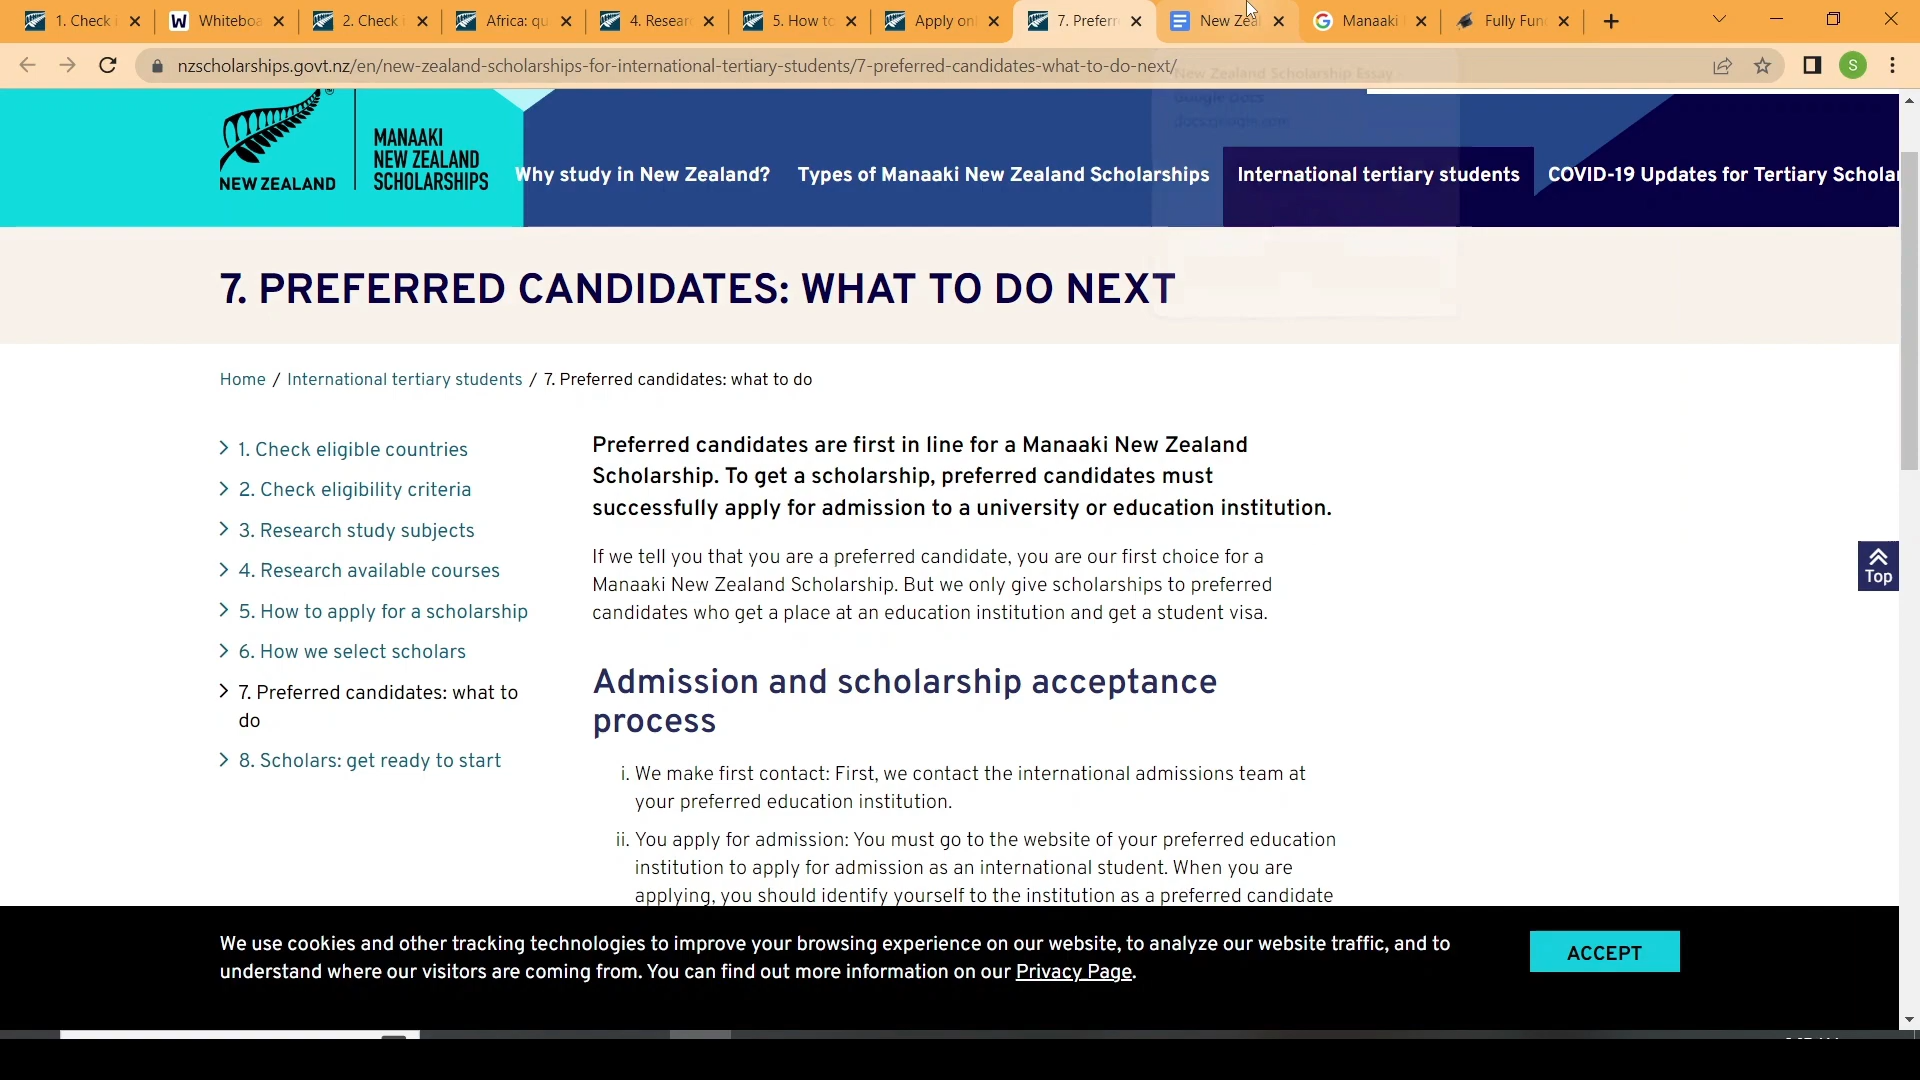 1. Check
Whiteboa
2. Check
Africa: qu
4. Resear
5. How to
Apply on
7. Preferr
New Zeal
Manaaki
Fully Fun
nzscholarships.govt.nz/en/new-zealand-scholarships-for-international-tertiary-students/7-preferred-candidates-what-to-do-next/
S
New Zealand Scholarship Essay
Google Docs
docs.google.com
NEW ZEALAND
MANAAKI
NEW ZEALAND
SCHOLARSHIPS
Why study in New Zealand?
Types of Manaaki New Zealand Scholarships
International tertiary students
COVID-19 Updates for Tertiary Scholar
7. PREFERRED CANDIDATES: WHAT TO DO NEXT
Home / International tertiary students / 7. Preferred candidates: what to do
1. Check eligible countries
2. Check eligibility criteria
3. Research study subjects
4. Research available courses
5. How to apply for a scholarship
6. How we select scholars
7. Preferred candidates: what to
do
8. Scholars: get ready to start
Preferred candidates are first in line for a Manaaki New Zealand
Scholarship. To get a scholarship, preferred candidates must
successfully apply for admission to a university or education institution.
If we tell you that you are a preferred candidate, you are our first choice for a
Manaaki New Zealand Scholarship. But we only give scholarships to preferred
candidates who get a place at an education institution and get a student visa.
Admission and scholarship acceptance
process
i. We make first contact: First, we contact the international admissions team at
your preferred education institution.
ii. You apply for admission: You must go to the website of your preferred education
institution to apply for admission as an international student. When you are
applying, you should identify yourself to the institution as a preferred candidate
Top
We use cookies and other tracking technologies to improve your browsing experience on our website, to analyze our website traffic, and to
understand where our visitors are coming from. You can find out more information on our Privacy Page.
ACCEPT